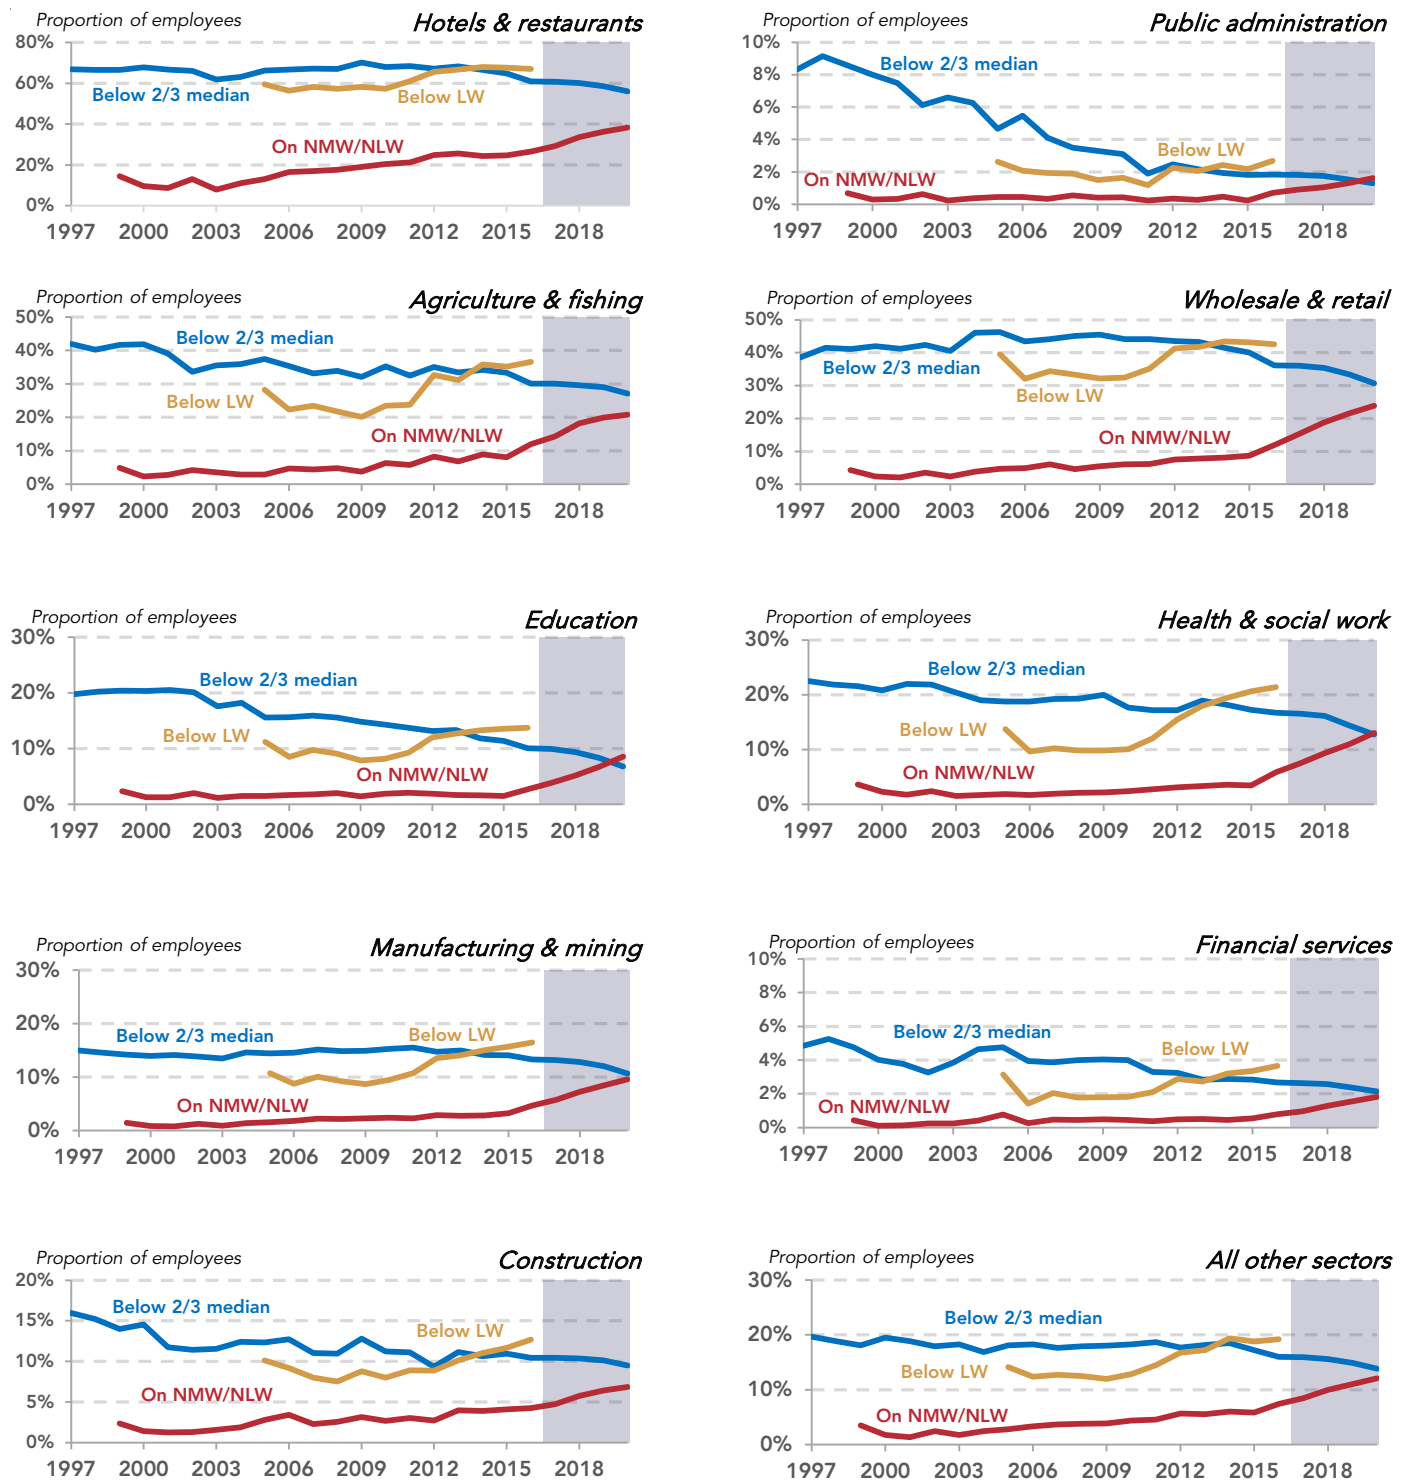 Proportion of employees
Hotels & restaurants
80%
60%
40%
20%
0%
Below 2/3 median
Below LW
On NMW/NLW
1997 2000 2003 2006 2009 2012 2015 2018
Proportion of employees
Public administration
10%
8%
6%
4%
2%
0%
Below 2/3 median
Below LW
On NMW/NLW
1997 2000 2003 2006 2009 2012 2015 2018
Proportion of employees
Agriculture & fishing
50%
40%
30%
20%
10%
0%
Below 2/3 median
Below LW
On NMW/NLW
1997 2000 2003 2006 2009 2012 2015 2018
Proportion of employees
Wholesale & retail
50%
40%
30%
20%
10%
0%
Below 2/3 median
Below LW
On NMW/NLW
1997 2000 2003 2006 2009 2012 2015 2018
Proportion of employees
Education
30%
20%
10%
0%
Below 2/3 median
Below LW
On NMW/NLW
1997 2000 2003 2006 2009 2012 2015 2018
Proportion of employees
Health & social work
30%
20%
10%
0%
Below 2/3 median
Below LW
On NMW/NLW
1997 2000 2003 2006 2009 2012 2015 2018
Proportion of employees
Manufacturing & mining
30%
20%
10%
0%
Below 2/3 median
Below LW
On NMW/NLW
1997 2000 2003 2006 2009 2012 2015 2018
Proportion of employees
Financial services
10%
8%
6%
4%
2%
0%
Below 2/3 median
Below LW
On NMW/NLW
1997 2000 2003 2006 2009 2012 2015 2018
Proportion of employees
Construction
20%
15%
10%
5%
0%
Below 2/3 median
Below LW
On NMW/NLW
1997 2000 2003 2006 2009 2012 2015 2018
Proportion of employees
All other sectors
30%
20%
10%
0%
Below 2/3 median
Below LW
On NMW/NLW
1997 2000 2003 2006 2009 2012 2015 2018